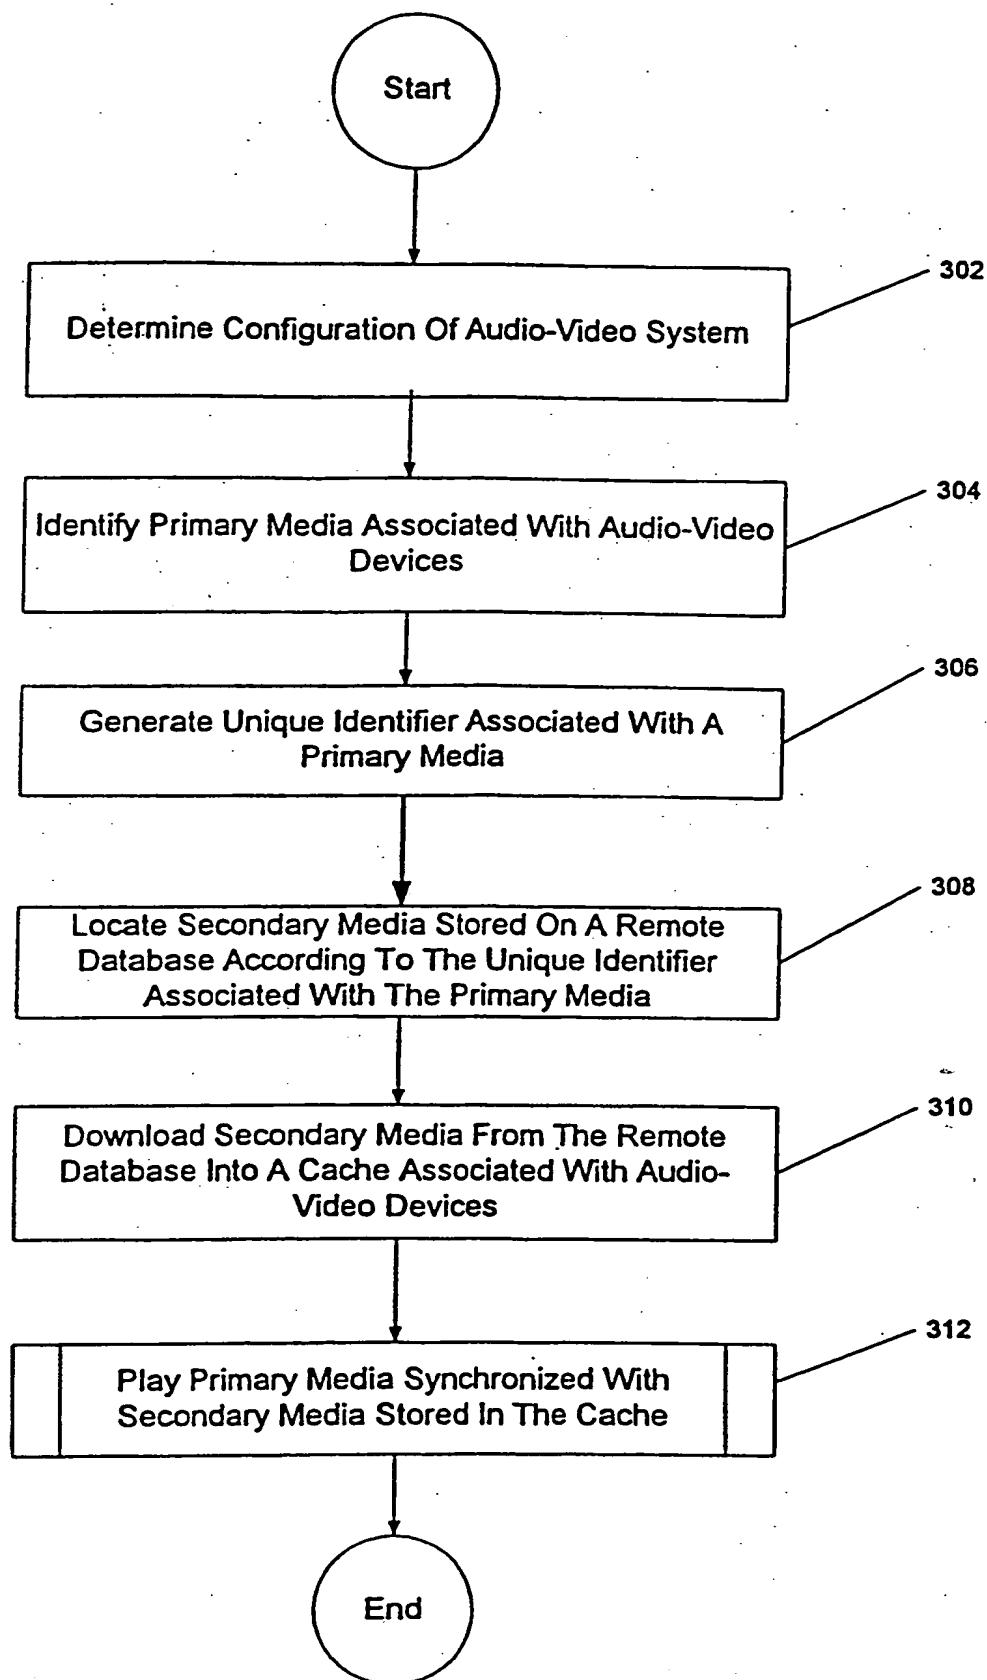 Start
302
Determine Configuration Of Audio-Video System
304
Identify Primary Media Associated With Audio-Video
Devices
306
Generate Unique Identifier Associated With A
Primary Media
308
Locate Secondary Media Stored On A Remote
Database According To The Unique Identifier
Associated With The Primary Media
310
Download Secondary Media From The Remote
Database Into A Cache Associated With Audio-
Video Devices
312
Play Primary Media Synchronized With
Secondary Media Stored In The Cache
End